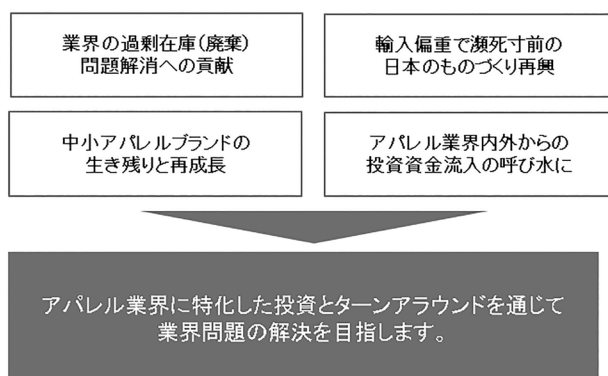 業界の過剰在庫(廃棄)
問題解消への貢献
輸入偏重で瀕死寸前の
日本のものづくり再興
中小アパレルブランドの
生き残りと再成長
アパレル業界内外からの
投資資金流入の呼び水に
アパレル業界に特化した投資とターンアラウンドを通じて
業界問題の解決を目指します。